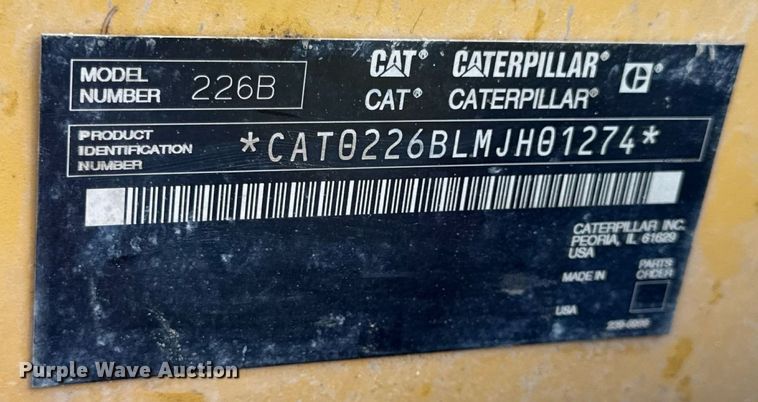 MODEL
NUMBER 226B
CAT® CATERPILLAR®
CAT® CATERPILLAR®
PRODUCT
IDENTIFICATION
NUMBER
*CAT0226BLMJH01274*
CATERPILLAR INC.
PEORIA, IL 61629
USA
MADE IN
PARTS
ORDER
USA
Purple Wave Auction